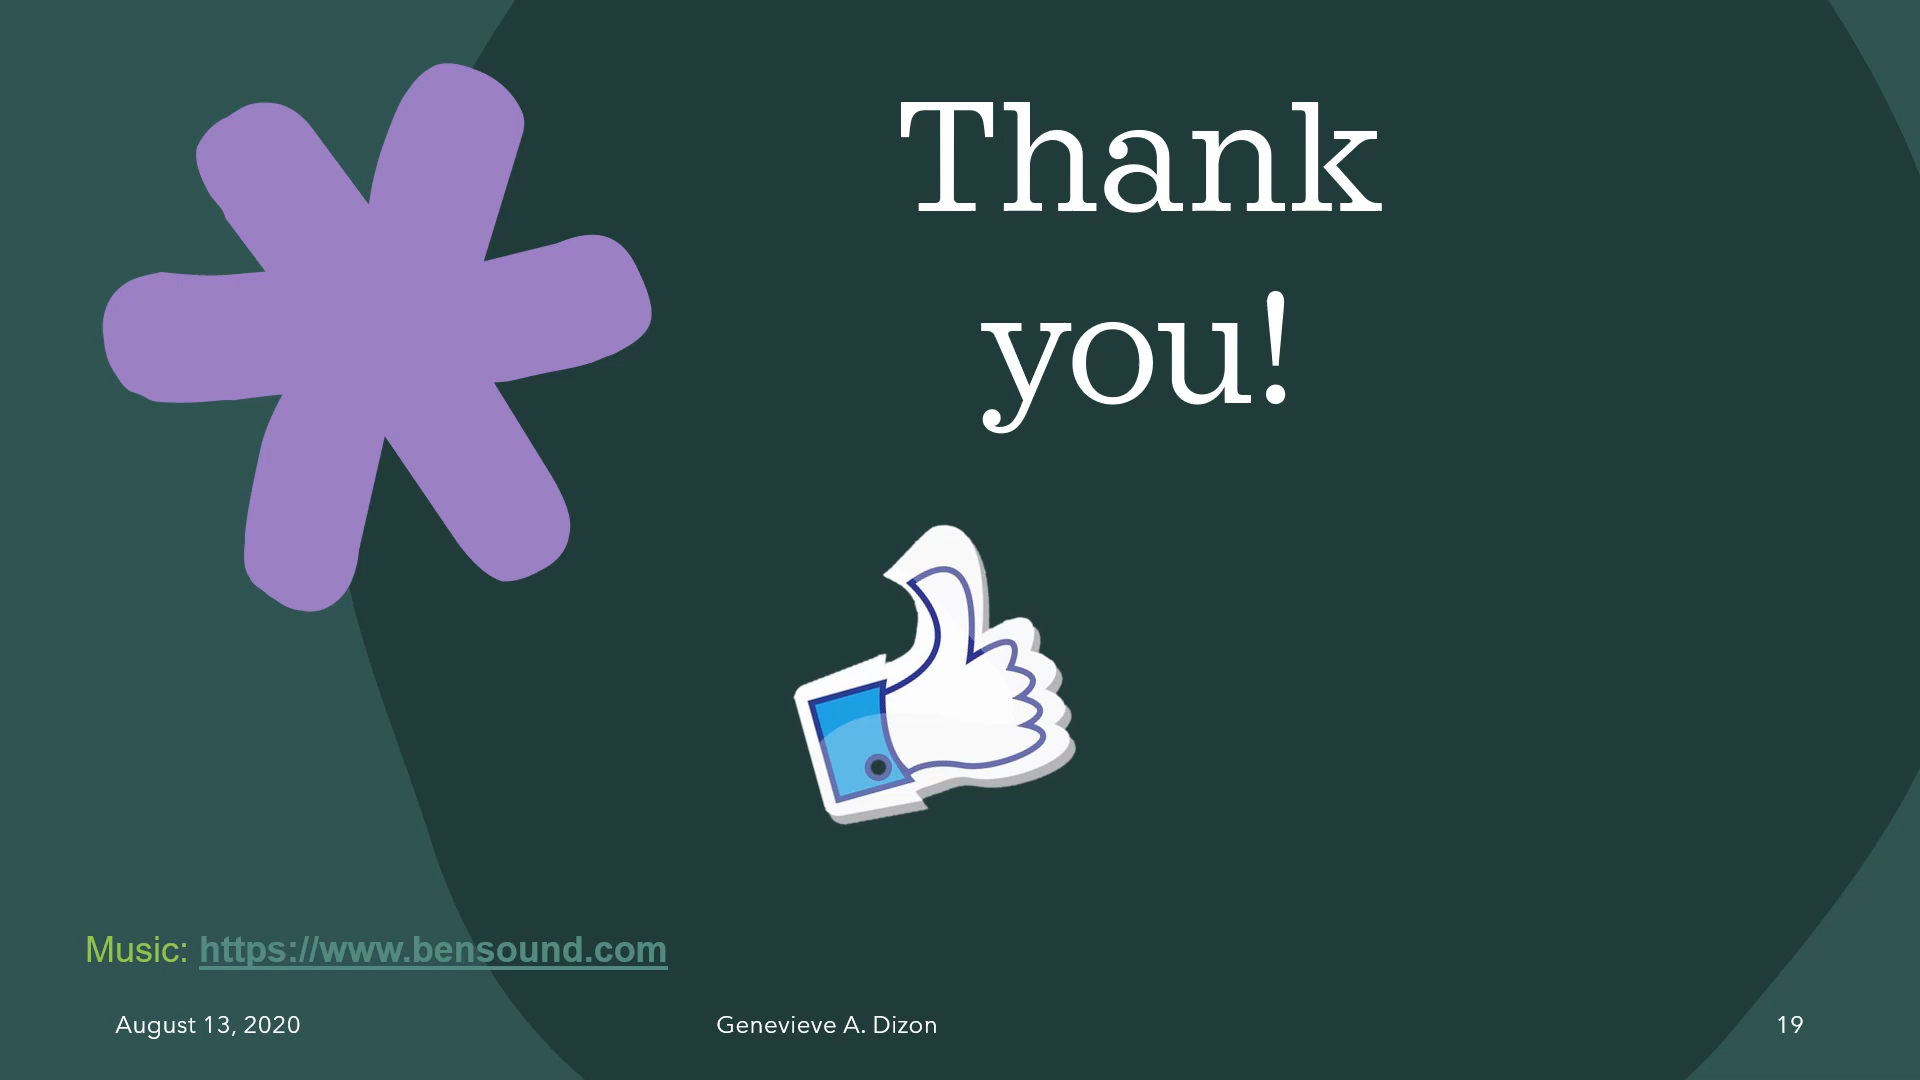 Thank
you!
Music: https://www.bensound.com
August 13, 2020
Genevieve A. Dizon
19